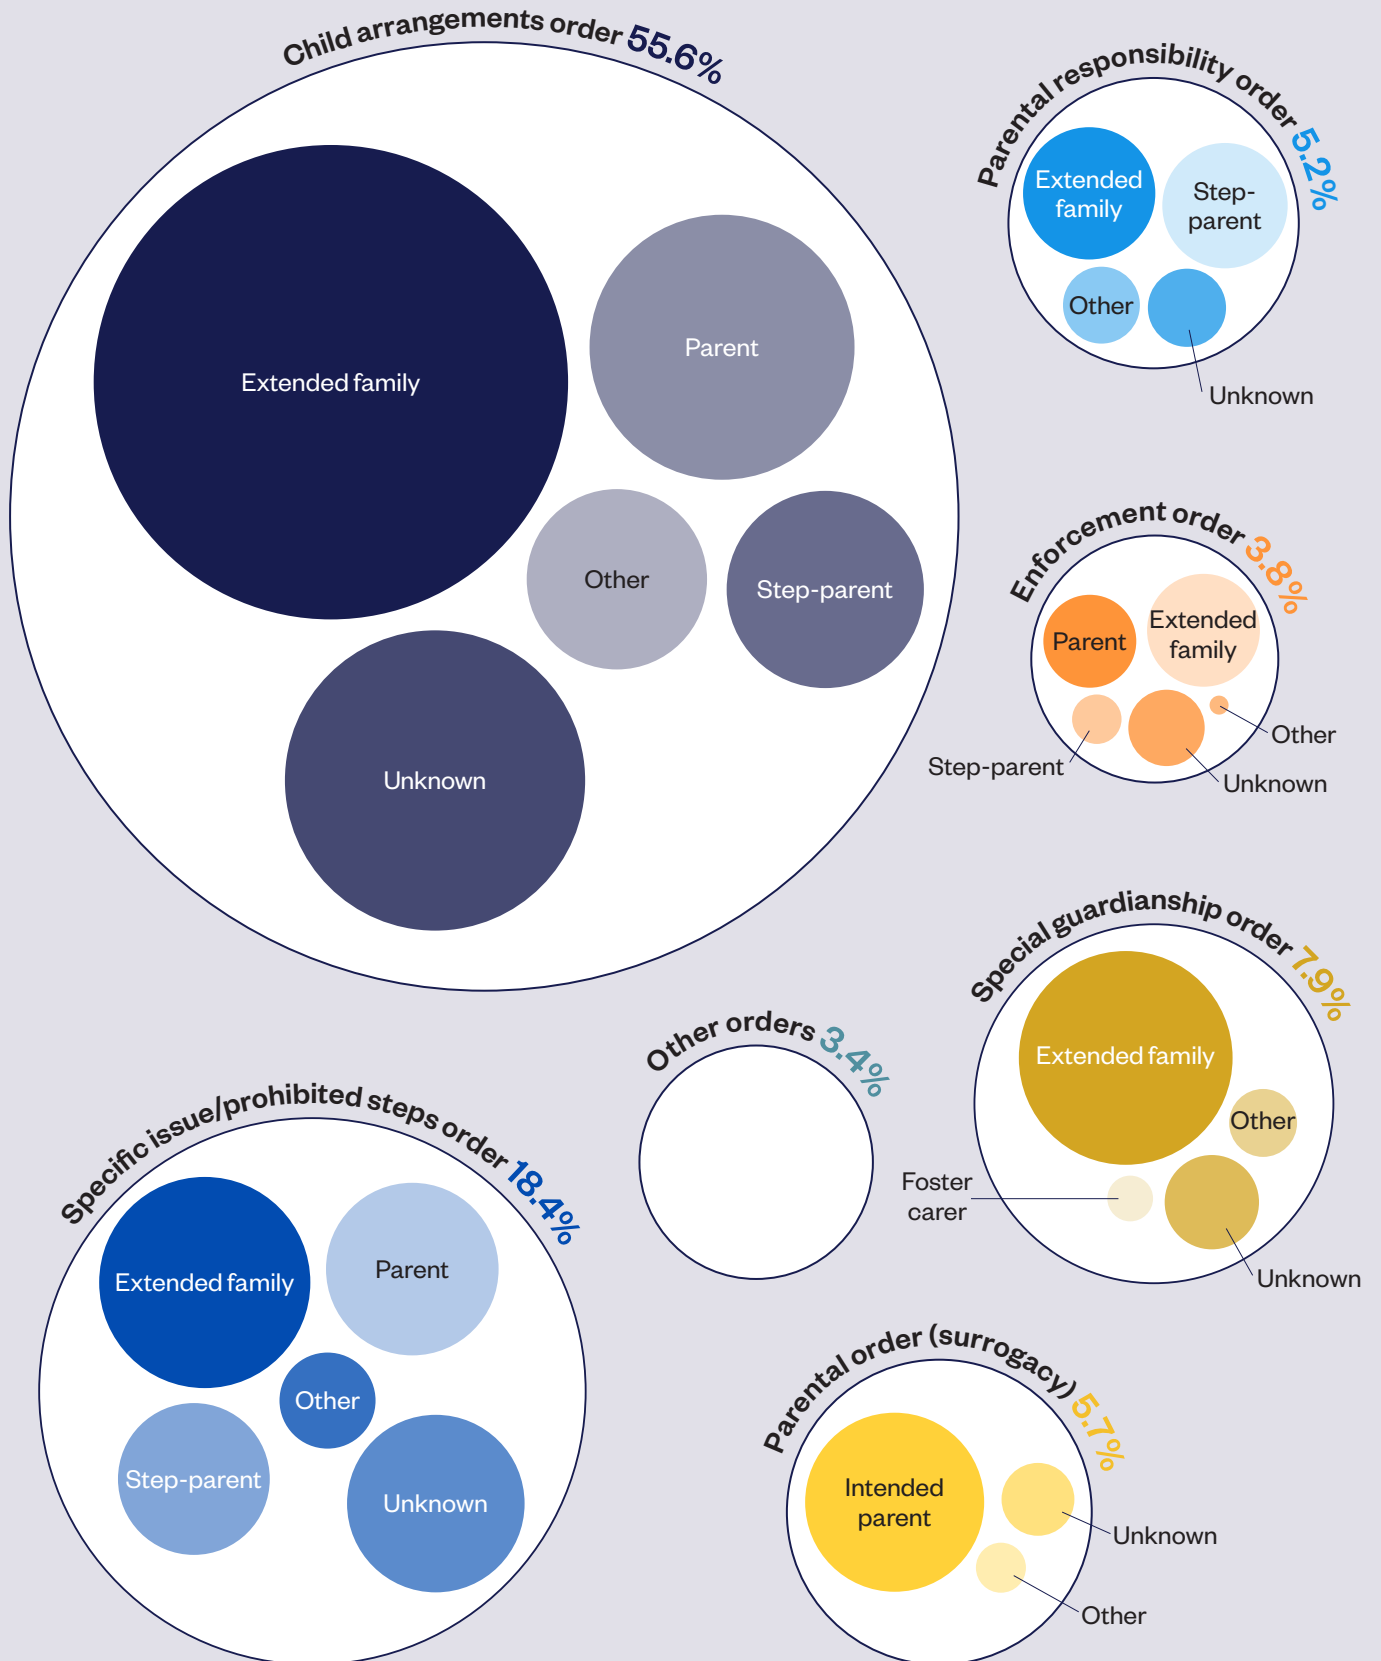 Child arrangements order 55.6%
Extended family
Parent
Other
Step-parent
Unknown
Parental responsibility order 5.2%
Extended
family
Step-
parent
Other
Unknown
Enforcement order 3.8%
Parent
Extended
family
Step-parent
Other
Unknown
Special guardianship order 7.9%
Extended family
Other
Foster
carer
Unknown
Other orders 3.4%
Specific issue/prohibited steps order 18.4%
Extended family
Parent
Other
Step-parent
Unknown
Parental order (surrogacy) 5.7%
Intended
parent
Unknown
Other